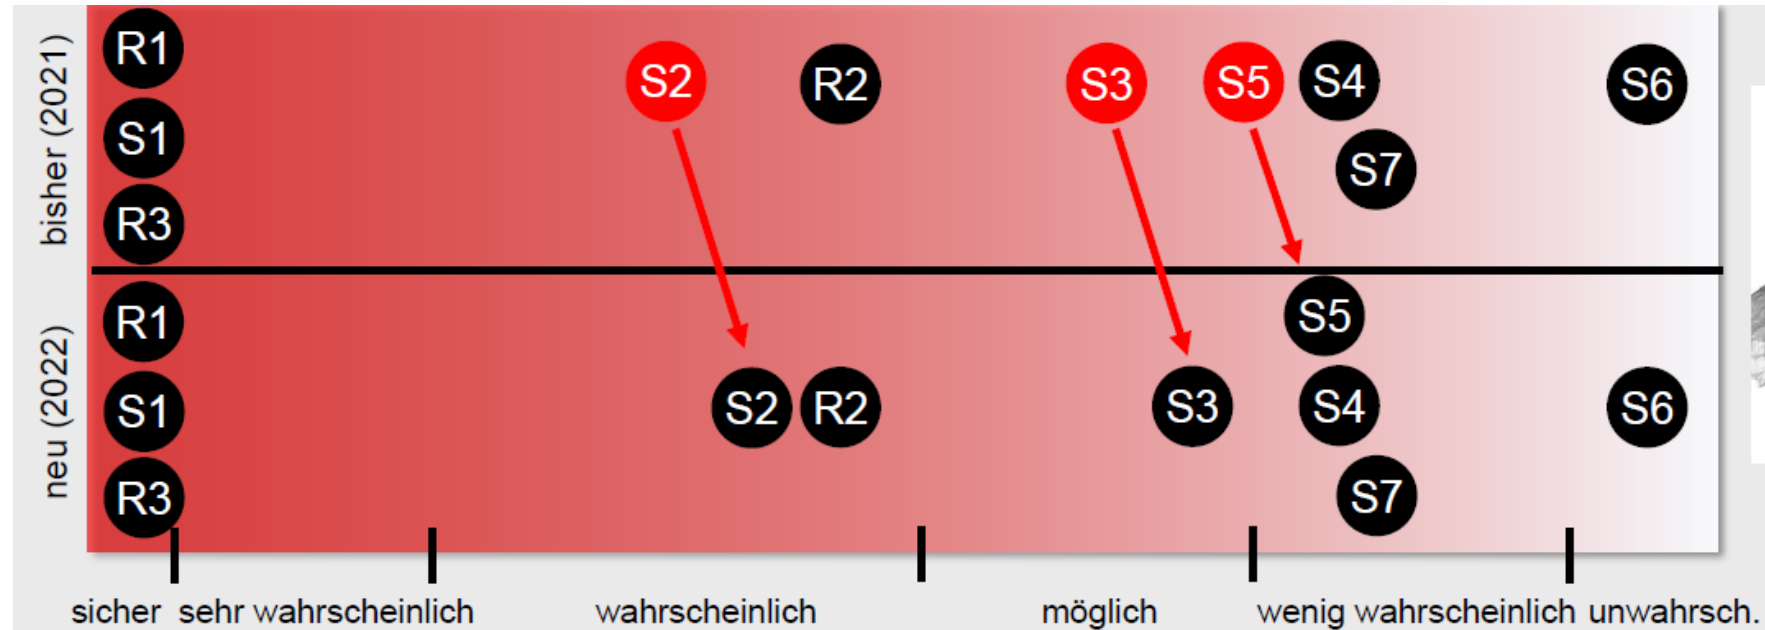 bisher (2021)
R1
S2
R2
S3
S5
S4
S6
S1
S7
R3
neu (2022)
R1
S5
S1
S2
R2
S3
S4
S6
R3
S7
sicher sehr wahrscheinlich wahrscheinlich möglich wenig wahrscheinlich unwahrsch.